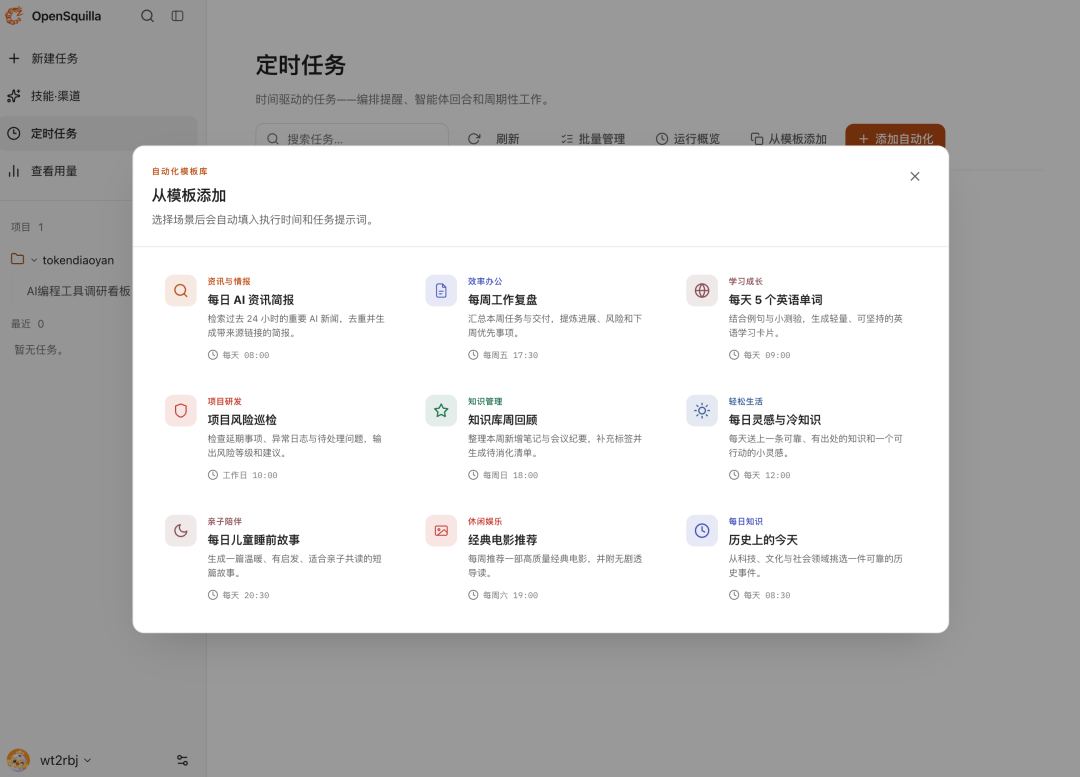 OpenSquilla
新建任务
技能·渠道
定时任务
查看用量
项目 1
tokendiaoyan
AI编程工具调研看板
最近 0
暂无任务。
wt2rbj
定时任务
时间驱动的任务——编排提醒、智能体回合和周期性工作。
搜索任务...
刷新
批量管理
运行概览
从模板添加
添加自动化
自动化模板库
从模板添加
选择场景后会自动填入执行时间和任务提示词。
资讯与情报
每日 AI 资讯简报
检索过去 24 小时的重要 AI 新闻，去重并生
成带来源链接的简报。
每天 08:00
效率办公
每周工作复盘
汇总本周任务与交付，提炼进展、风险和下
周优先事项。
每周五 17:30
学习成长
每天 5 个英语单词
结合例句与小测验，生成轻量、可坚持的英
语学习卡片。
每天 09:00
项目研发
项目风险巡检
检查延期事项、异常日志与待处理问题，输
出风险等级和建议。
工作日 10:00
知识管理
知识库周回顾
整理本周新增笔记与会议纪要，补充标签并
生成待消化清单。
每周日 18:00
轻松生活
每日灵感与冷知识
每天送上一条可靠、有出处的知识和一个可
行动的小灵感。
每天 12:00
亲子陪伴
每日儿童睡前故事
生成一篇温暖、有启发、适合亲子共读的短
篇故事。
每天 20:30
休闲娱乐
经典电影推荐
每周推荐一部高质量经典电影，并附无剧透
导读。
每周六 19:00
每日知识
历史上的今天
从科技、文化与社会领域挑选一件可靠的历
史事件。
每天 08:30